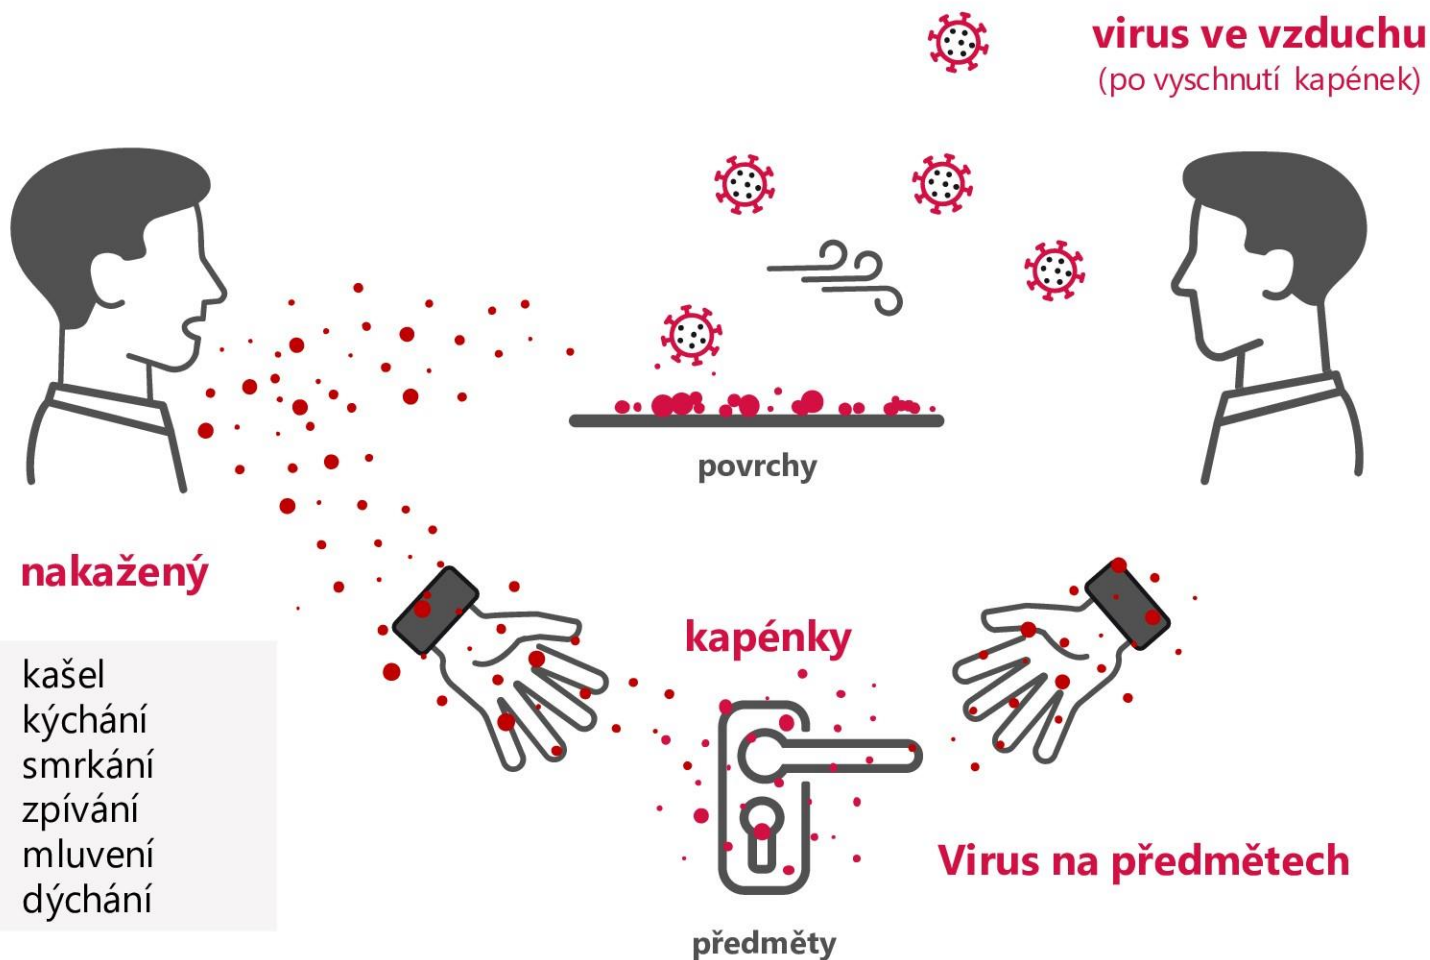 virus ve vzduchu
(po vyschnutí kapének)
povrchy
nakažený
kašel
kýchání
smrkání
zpívání
mluvení
dýchání
kapénky
Virus na předmětech
předměty